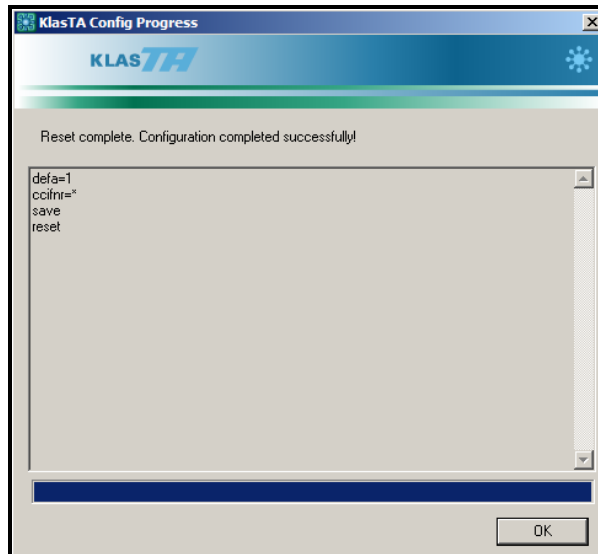 KlasTA Config Progress
KLASTA
Reset complete. Configuration completed successfully!
defa=1
ccifnr=*
save
reset
OK